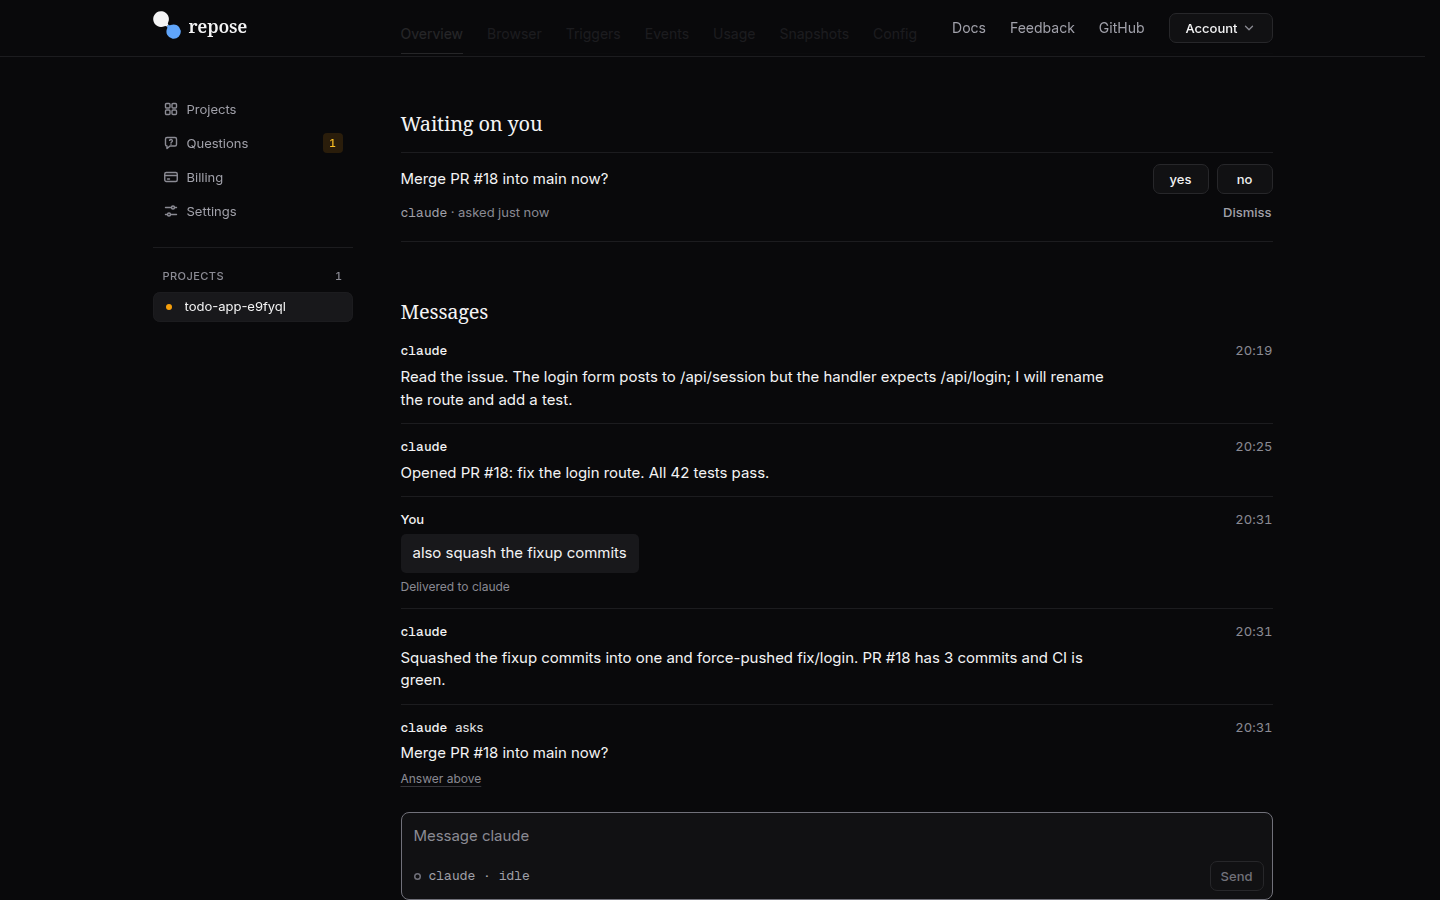 repose
Overview Browser Triggers Events Usage Snapshots Config
Docs Feedback GitHub Account
Projects
Questions 1
Billing
Settings
PROJECTS 1
todo-app-e9fyql
Waiting on you
Merge PR #18 into main now?
yes no
claude · asked just now
Dismiss
Messages
claude 20:19
Read the issue. The login form posts to /api/session but the handler expects /api/login; I will rename
the route and add a test.
claude 20:25
Opened PR #18: fix the login route. All 42 tests pass.
You 20:31
also squash the fixup commits
Delivered to claude
claude 20:31
Squashed the fixup commits into one and force-pushed fix/login. PR #18 has 3 commits and CI is
green.
claude asks 20:31
Merge PR #18 into main now?
Answer above
Message claude
claude · idle
Send